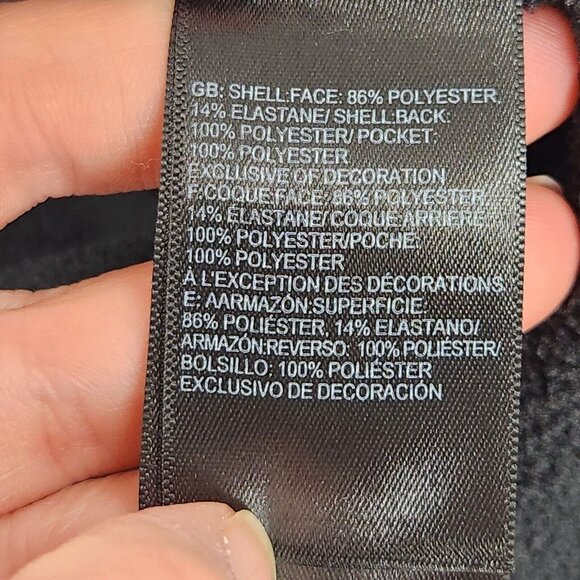 GB: SHELL:FACE: 86% POLYESTER,
14% ELASTANE/ SHELL:BACK:
100% POLYESTER/ POCKET:
100% POLYESTER
EXCLUSIVE OF DECORATION
F:COQUE:FACE: 86% POLYESTER,
14% ELASTANE/ COQUE:ARRIÈRE:
100% POLYESTER/POCHE:
100% POLYESTER
À L'EXCEPTION DES DÉCORATIONS
E: AARMAZÓN:SUPERFICIE:
86% POLIÉSTER, 14% ELASTANO/
ARMAZÓN:REVERSO: 100% POLIÉSTER/
BOLSILLO: 100% POLIÉSTER
EXCLUSIVO DE DECORACIÓN